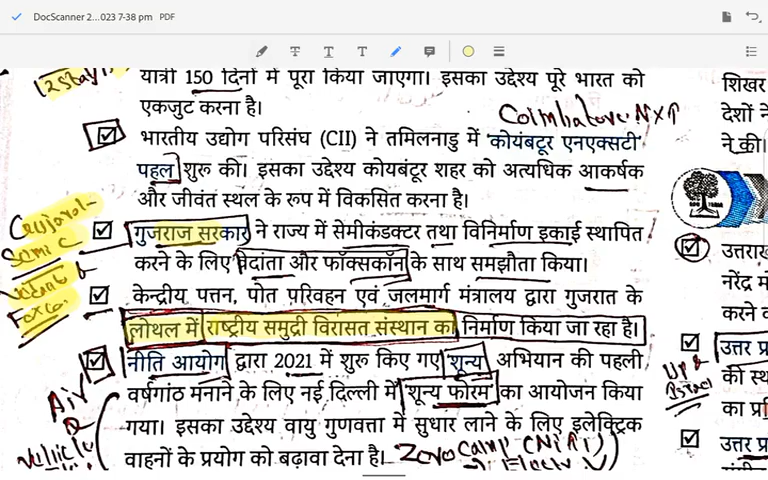 DocScanner 2...023 7-38 pm PDF
यात्री 150 दिनों में पूरा किया जाएगा। इसका उद्देश्य पूरे भारत को
एकजुट करना है।
Coimbatore NXT
भारतीय उद्योग परिसंघ (CII) ने तमिलनाडु में 'कोयंबटूर एनएक्सटी'
पहल शुरू की। इसका उद्देश्य कोयंबटूर शहर को अत्यधिक आकर्षक
और जीवंत स्थल के रूप में विकसित करना है।
गुजराज सरकार ने राज्य में सेमीकंडक्टर तथा विनिर्माण इकाई स्थापित
करने के लिए वेदांता और फॉक्सकॉन के साथ समझौता किया।
केन्द्रीय पत्तन, पोत परिवहन एवं जलमार्ग मंत्रालय द्वारा गुजरात के
लोथल में राष्ट्रीय समुद्री विरासत संस्थान का निर्माण किया जा रहा है।
नीति आयोग द्वारा 2021 में शुरू किए गए 'शून्य' अभियान की पहली
वर्षगांठ मनाने के लिए नई दिल्ली में 'शून्य फोरम' का आयोजन किया
गया। इसका उद्देश्य वायु गुणवत्ता में सुधार लाने के लिए इलेक्ट्रिक
वाहनों के प्रयोग को बढ़ावा देना है।
Air
शिखर
देशों ने
ने की।
उत्तराख
नरेंद्र म
करने व
उत्तर प्र
की स्थ
का प्रति
उत्तर प्र